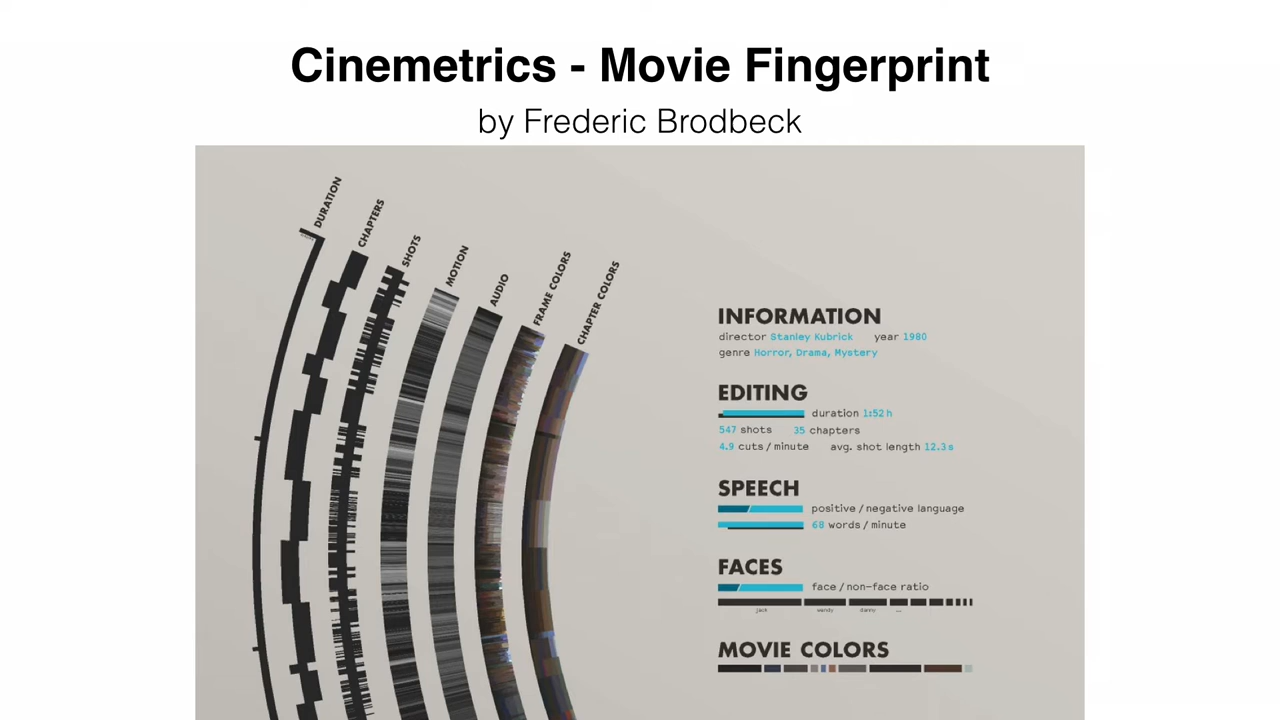 Cinemetrics - Movie Fingerprint
by Frederic Brodbeck
DURATION
CHAPTERS
SHOTS
MOTION
AUDIO
FRAME COLORS
CHAPTER COLORS
INFORMATION
director Stanley Kubrick year 1980
genre Horror, Drama, Mystery
EDITING
duration 1:52 h
547 shots 35 chapters
4.9 cuts / minute avg. shot length 12.3 s
SPEECH
positive / negative language
68 words / minute
FACES
face / non-face ratio
jack wendy danny ...
MOVIE COLORS